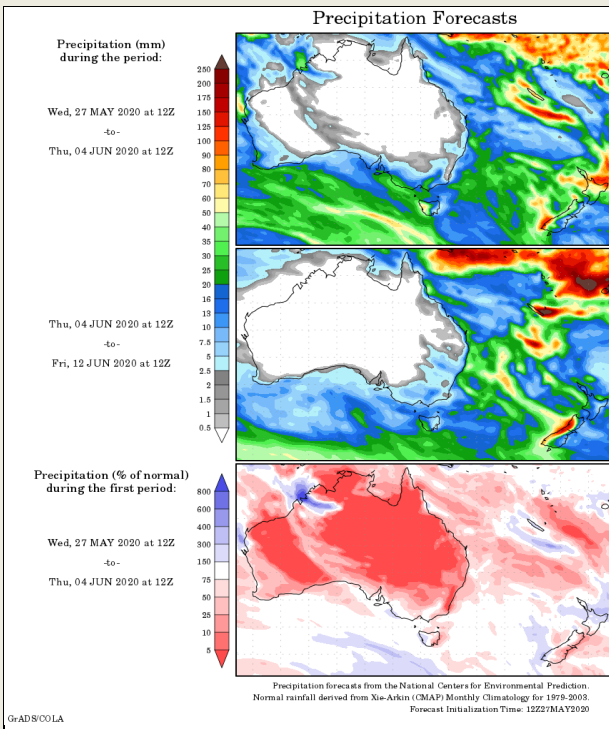 Precipitation Forecasts
Precipitation (mm)
during the period:
Wed, 27 MAY 2020 at 12Z
-to-
Thu, 04 JUN 2020 at 12Z
250
200
175
150
125
100
90
80
70
60
50
40
35
30
25
20
16
13
10
7.5
5
2.5
2
1.5
1
0.5
Thu, 04 JUN 2020 at 12Z
-to-
Fri, 12 JUN 2020 at 12Z
Precipitation (% of normal)
during the first period:
Wed, 27 MAY 2020 at 12Z
-to-
Thu, 04 JUN 2020 at 12Z
800
600
400
300
150
75
50
25
10
5
Precipitation forecasts from the National Centers for Environmental Prediction.
Normal rainfall derived from Xie-Arkin (CMAP) Monthly Climatology for 1979-2003.
Forecast Initialization Time: 12Z27MAY2020
GrADS/COLA